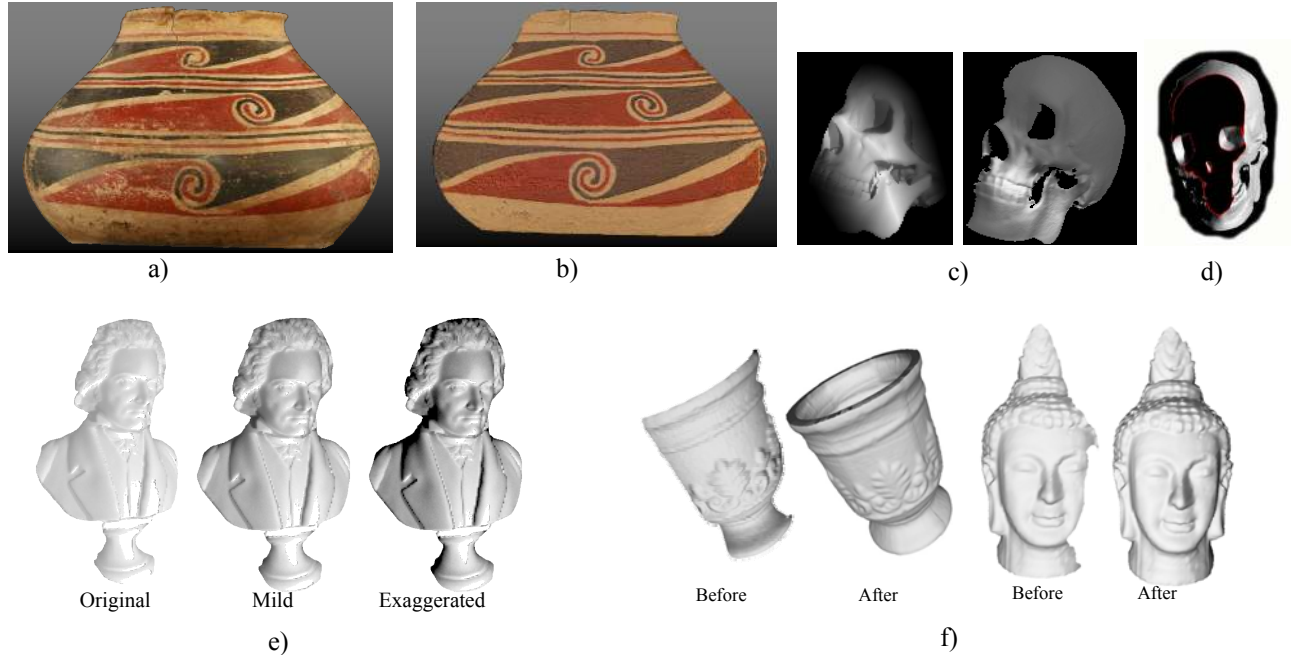 a)
b)
c)
d)
Original
Mild
Exaggerated
e)
Before
After
Before
After
f)